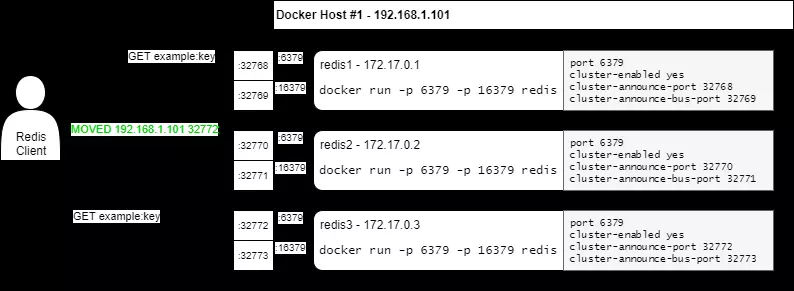 Docker Host #1 - 192.168.1.101
GET example:key
:32768
:6379
:32769
:16379
redis1 - 172.17.0.1
docker run -p 6379 -p 16379 redis
port 6379
cluster-enabled yes
cluster-announce-port 32768
cluster-announce-bus-port 32769
Redis
Client
MOVED 192.168.1.101 32772
:32770
:6379
:32771
:16379
redis2 - 172.17.0.2
docker run -p 6379 -p 16379 redis
port 6379
cluster-enabled yes
cluster-announce-port 32770
cluster-announce-bus-port 32771
GET example:key
:32772
:6379
:32773
:16379
redis3 - 172.17.0.3
docker run -p 6379 -p 16379 redis
port 6379
cluster-enabled yes
cluster-announce-port 32772
cluster-announce-bus-port 32773